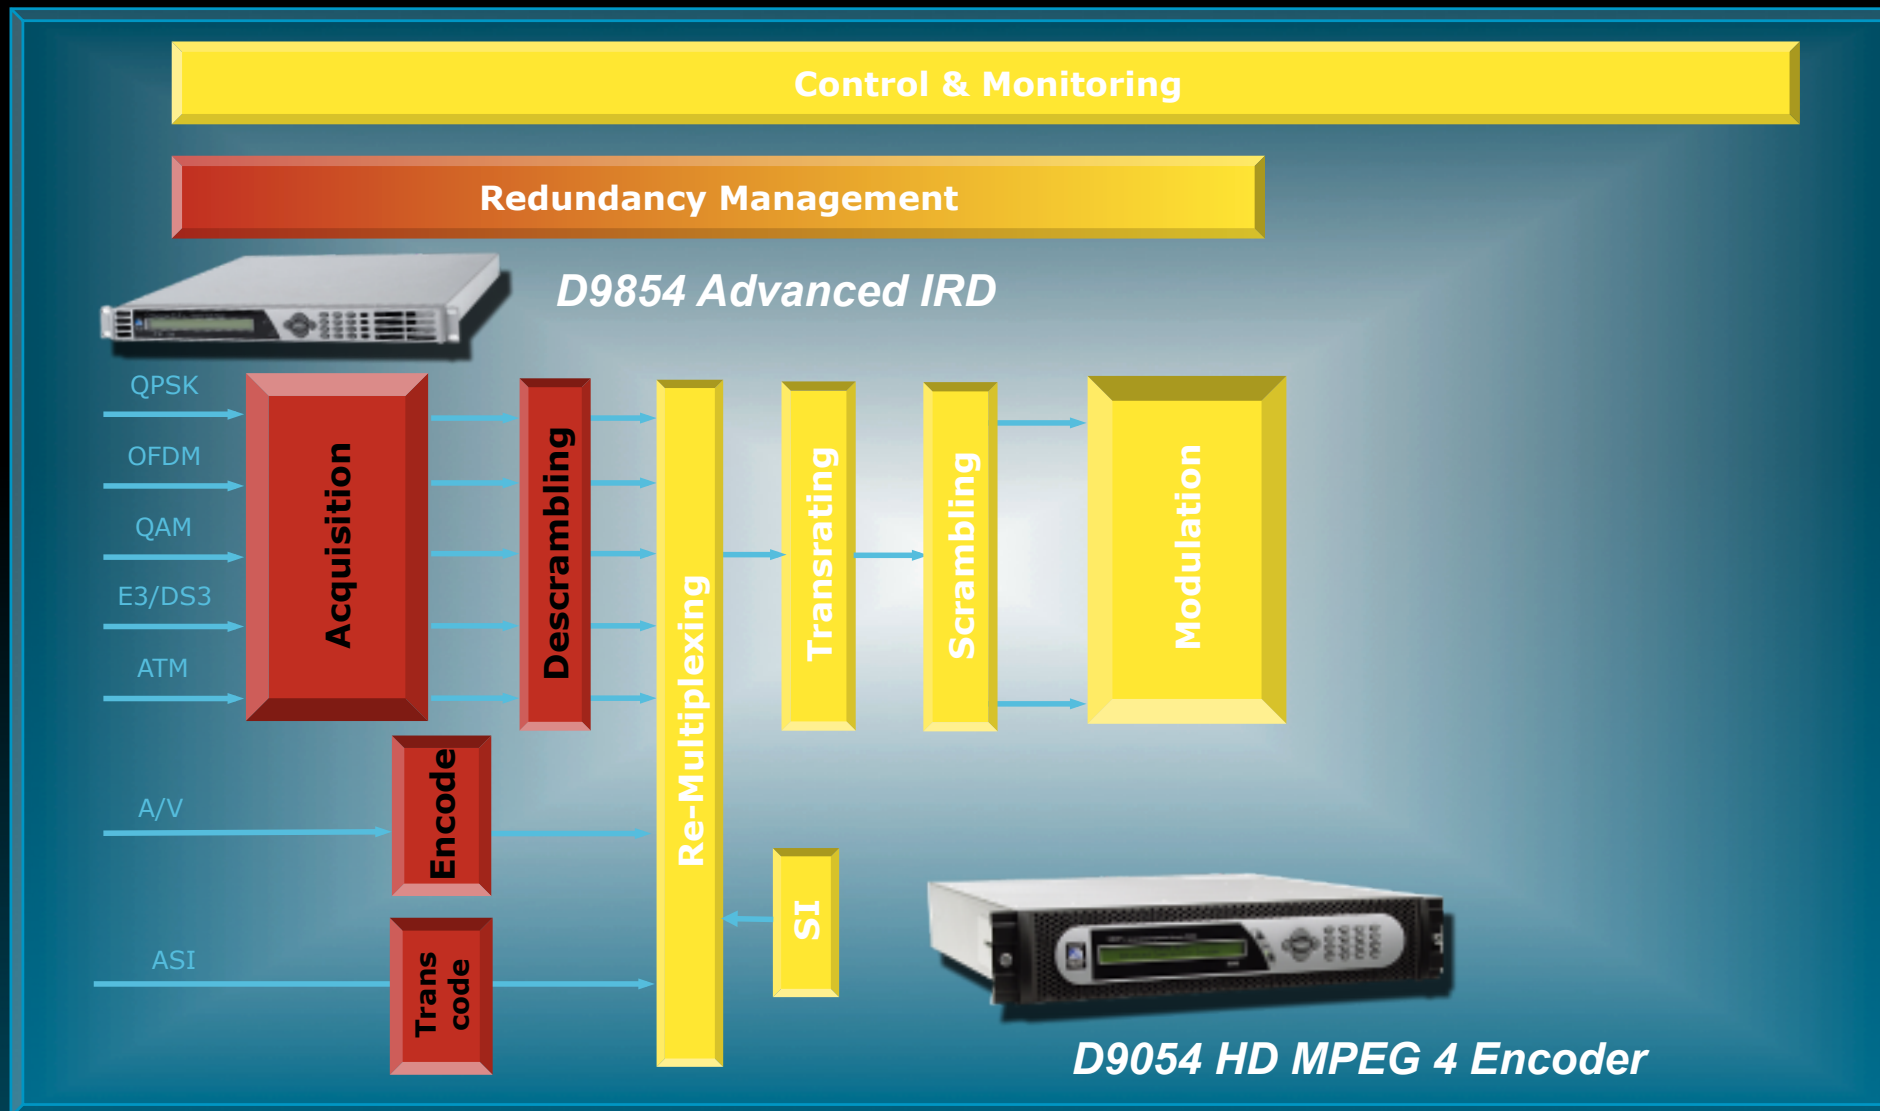 Control & Monitoring
Redundancy Management
D9854 Advanced IRD
QPSK
OFDM
QAM
E3/DS3
ATM
A/V
ASI
Acquisition
Descrambling
Encode
Trans
code
Re-Multiplexing
Transrating
Scrambling
Modulation
SI
D9054 HD MPEG 4 Encoder